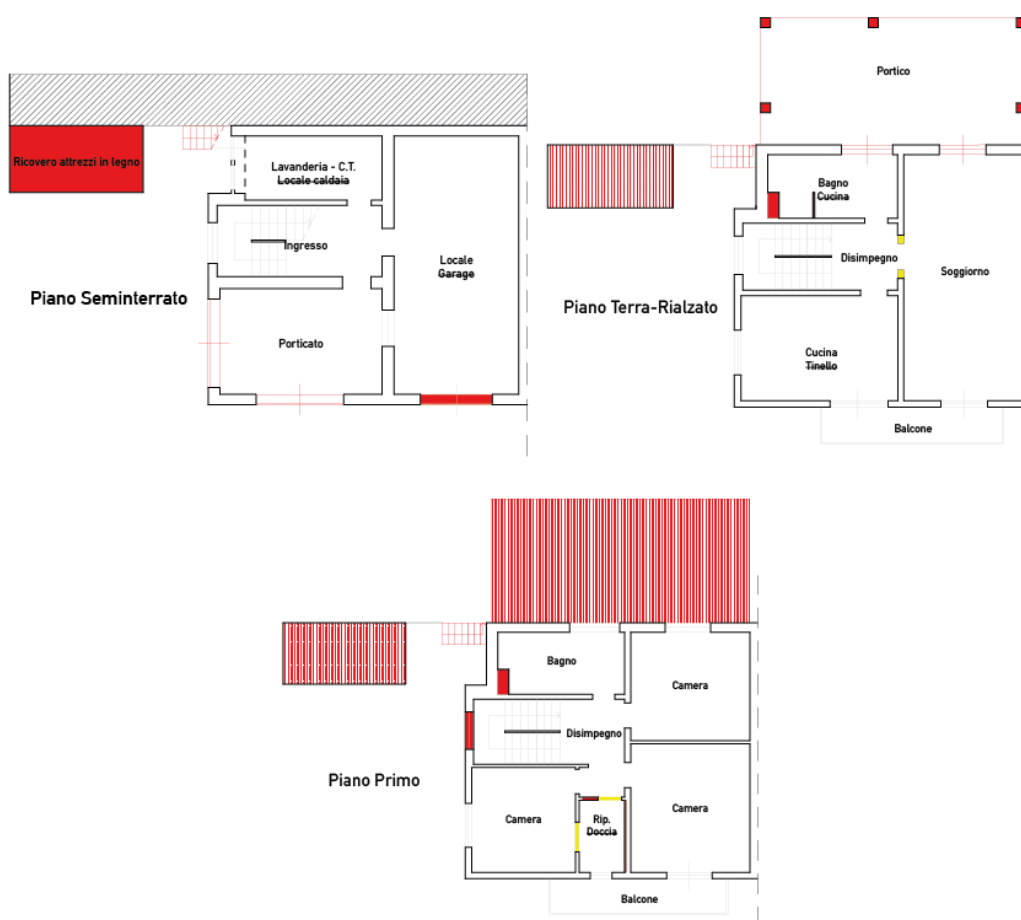 Ricovero attrezzi in legno
Lavanderia - C.T.
Locale caldaia
Ingresso
Locale
Garage
Piano Seminterrato
Porticato
Portico
Bagno
Cucina
Disimpegno
Soggiorno
Piano Terra-Rialzato
Cucina
Tinello
Balcone
Bagno
Camera
Disimpegno
Piano Primo
Camera
Rip.
Doccia
Camera
Balcone